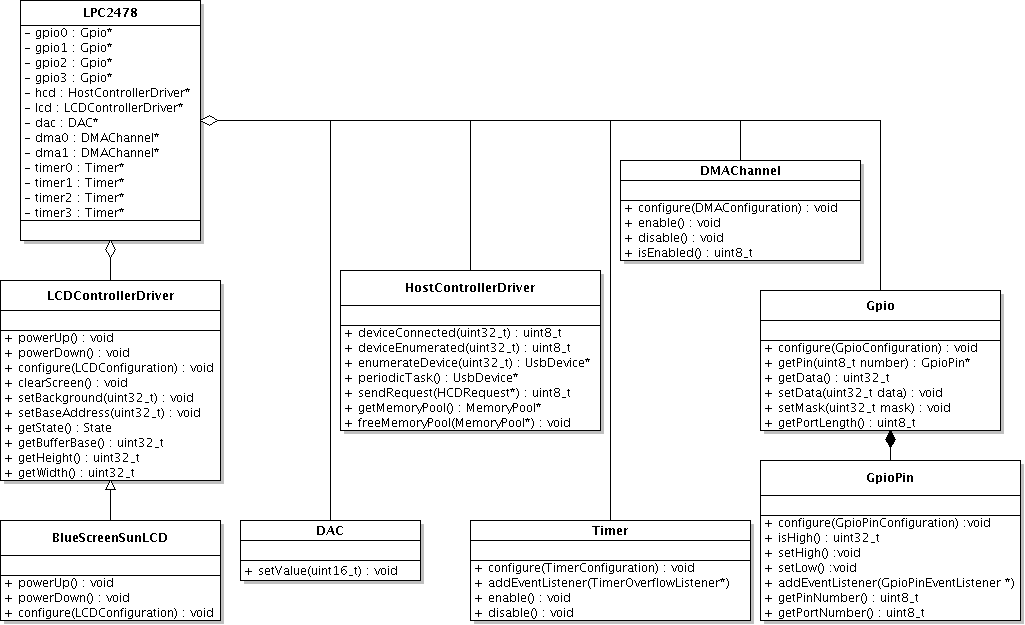 LPC2478
- gpio0 : Gpio*
- gpio1 : Gpio*
- gpio2 : Gpio*
- gpio3 : Gpio*
- hcd : HostControllerDriver*
- lcd : LCDControllerDriver*
- dac : DAC*
- dma0 : DMAChannel*
- dma1 : DMAChannel*
- timer0 : Timer*
- timer1 : Timer*
- timer2 : Timer*
- timer3 : Timer*
DMAChannel
+ configure(DMAConfiguration) : void
+ enable() : void
+ disable() : void
+ isEnabled() : uint8_t
LCDControllerDriver
+ powerUp() : void
+ powerDown() : void
+ configure(LCDConfiguration) : void
+ clearScreen() : void
+ setBackground(uint32_t) : void
+ setBaseAddress(uint32_t) : void
+ getState() : State
+ getBufferBase() : uint32_t
+ getHeight() : uint32_t
+ getWidth() : uint32_t
HostControllerDriver
+ deviceConnected(uint32_t) : uint8_t
+ deviceEnumerated(uint32_t) : uint8_t
+ enumerateDevice(uint32_t) : UsbDevice*
+ periodicTask() : UsbDevice*
+ sendRequest(HCDRequest*) : uint8_t
+ getMemoryPool() : MemoryPool*
+ freeMemoryPool(MemoryPool*) : void
Gpio
+ configure(GpioConfiguration) : void
+ getPin(uint8_t number) : GpioPin*
+ getData() : uint32_t
+ setData(uint32_t data) : void
+ setMask(uint32_t mask) : void
+ getPortLength() : uint8_t
BlueScreenSunLCD
+ powerUp() : void
+ powerDown() : void
+ configure(LCDConfiguration) : void
DAC
+ setValue(uint16_t) : void
Timer
+ configure(TimerConfiguration) : void
+ addEventListener(TimerOverflowListener*)
+ enable() : void
+ disable() : void
GpioPin
+ configure(GpioPinConfiguration) :void
+ isHigh() : uint32_t
+ setHigh() :void
+ setLow() :void
+ addEventListener(GpioPinEventListener *)
+ getPinNumber() : uint8_t
+ getPortNumber() : uint8_t